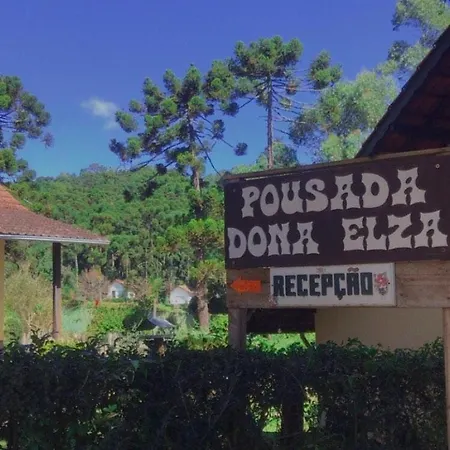 POUSADA
DONA ELZA
RECEPÇÃO